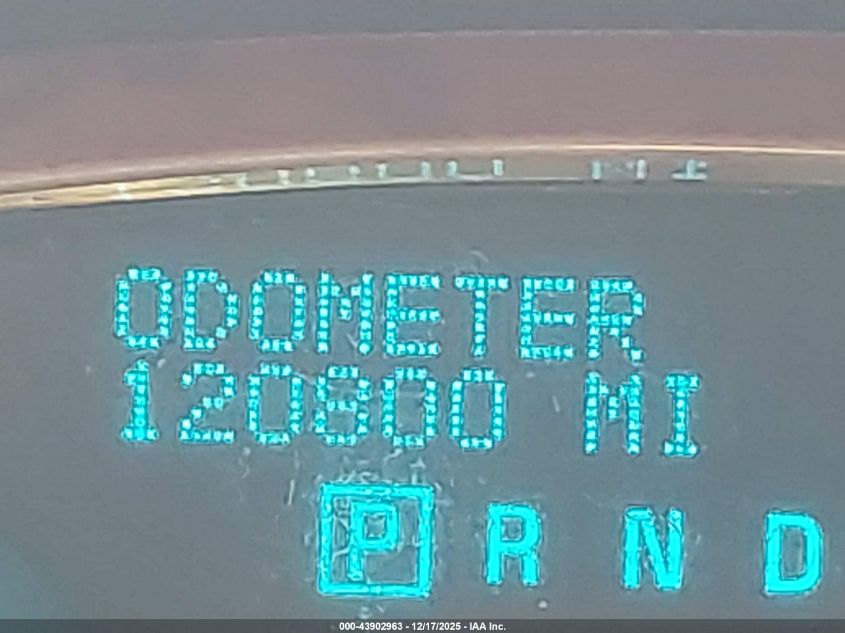 ODOMETER
120800 MI
P R N D
000-43902963 - 12/17/2025 - IAA Inc.